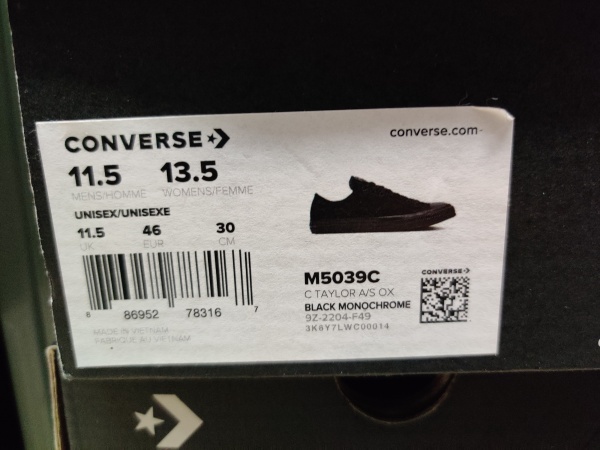 CONVERSE
converse.com
11.5 13.5
MENS/HOMME WOMENS/FEMME
UNISEX/UNISEXE
11.5 46 30
UK EUR CM
6 86952 78316 7
MADE IN VIETNAM
FABRIQUE AU VIETNAM
M5039C
C TAYLOR A/S OX
BLACK MONOCHROME
9Z-2204-F49
3K6Y7LWC00014
CONVERSE